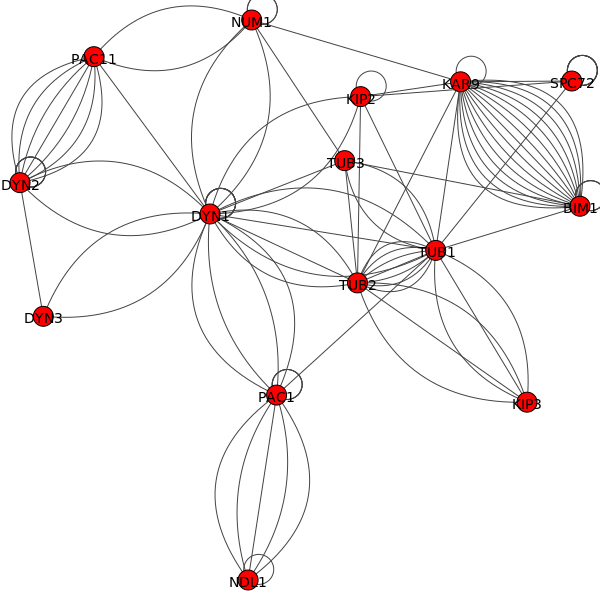 NUM1
PAC11
KAR9
SPC72
KIP2
TUB3
DYN2
BIM1
DYN1
TUB1
TUB2
DYN3
PAC1
KIP3
NDL1